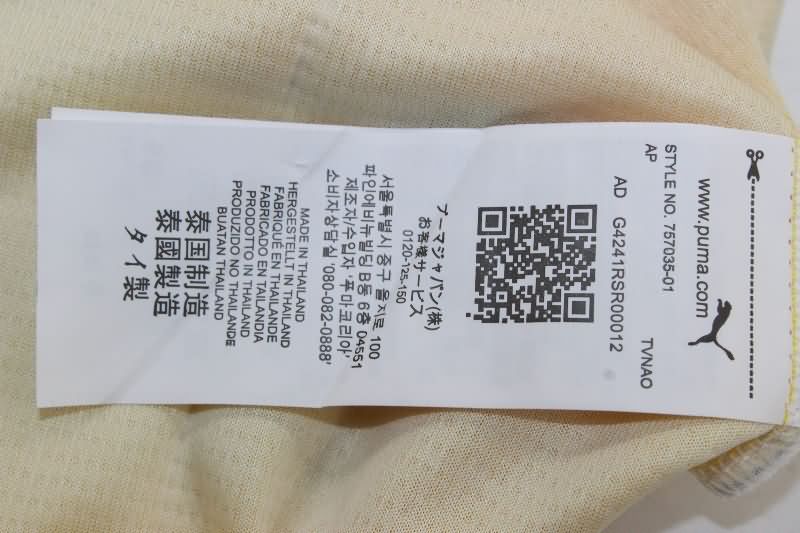 www.puma.com
STYLE NO. 757035-01
AP
TVNAO
AD G4241RSR00012
プーマジャパン(株)
お客様サービス
0120-125-150
서울특별시 중구 을지로 100
파인에비뉴빌딩 B동 6층 04551
제조자/수입자 '푸마코리아'
소비자상담실 '080-082-0888'
MADE IN THAILAND
HERGESTELLT IN THAILAND
FABRIQUÉ EN THAILANDE
FABRICADO EN TAILANDIA
PRODOTTO IN THAILAND
PRODUZIDO NO THAILANDE
BUATAN THAILAND
泰国制造
泰國製造
タイ製